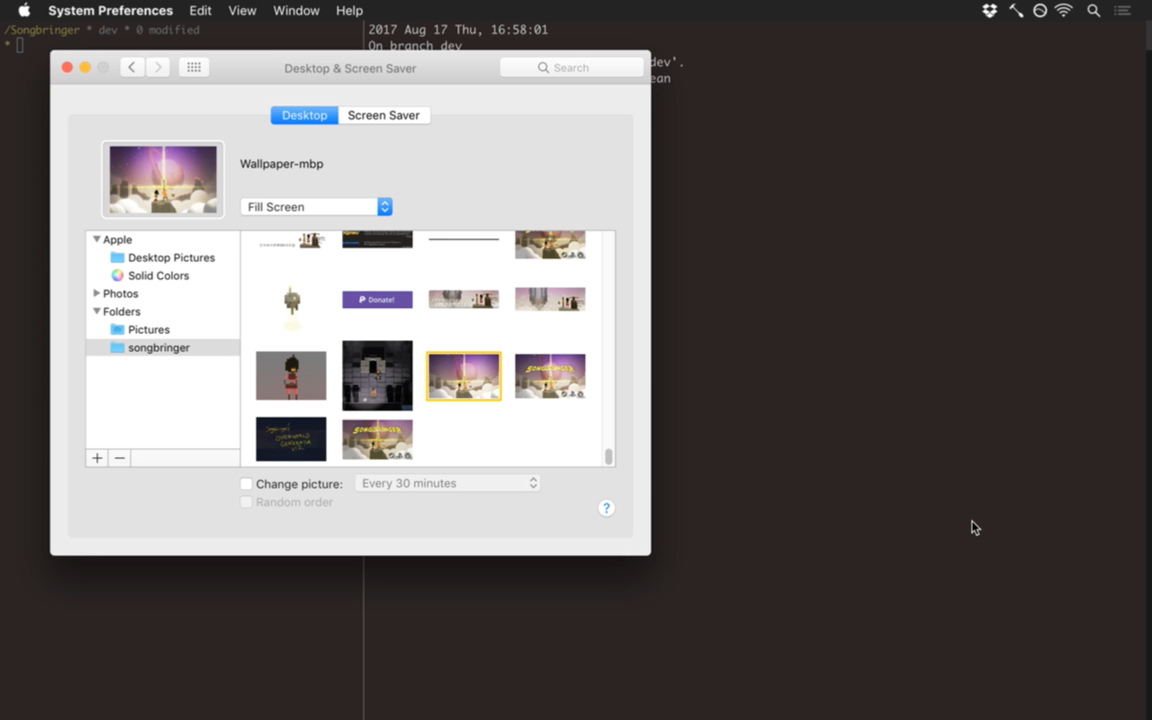 System Preferences Edit View Window Help
/Songbringer * dev * 0 modified
*
2017 Aug 17 Thu, 16:58:01
On branch dev
dev'.
ean
Desktop & Screen Saver
Search
Desktop Screen Saver
Wallpaper-mbp
Fill Screen
Apple
Desktop Pictures
Solid Colors
Photos
Folders
Pictures
songbringer
Donate!
SONGBRINGER
SONGBRINGER
Change picture: Every 30 minutes
Random order
?